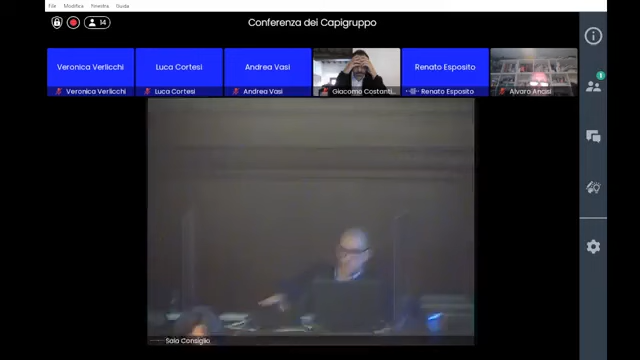 File Modifica Finestra Guida
Conferenza dei Capigruppo
14
1
Veronica Verlicchi
Luca Cortesi
Andrea Vasi
Renato Esposito
Veronica Verlicchi
Luca Cortesi
Andrea Vasi
Giacomo Costanti...
Renato Esposito
Alvaro Ancisi
Sala Consiglio